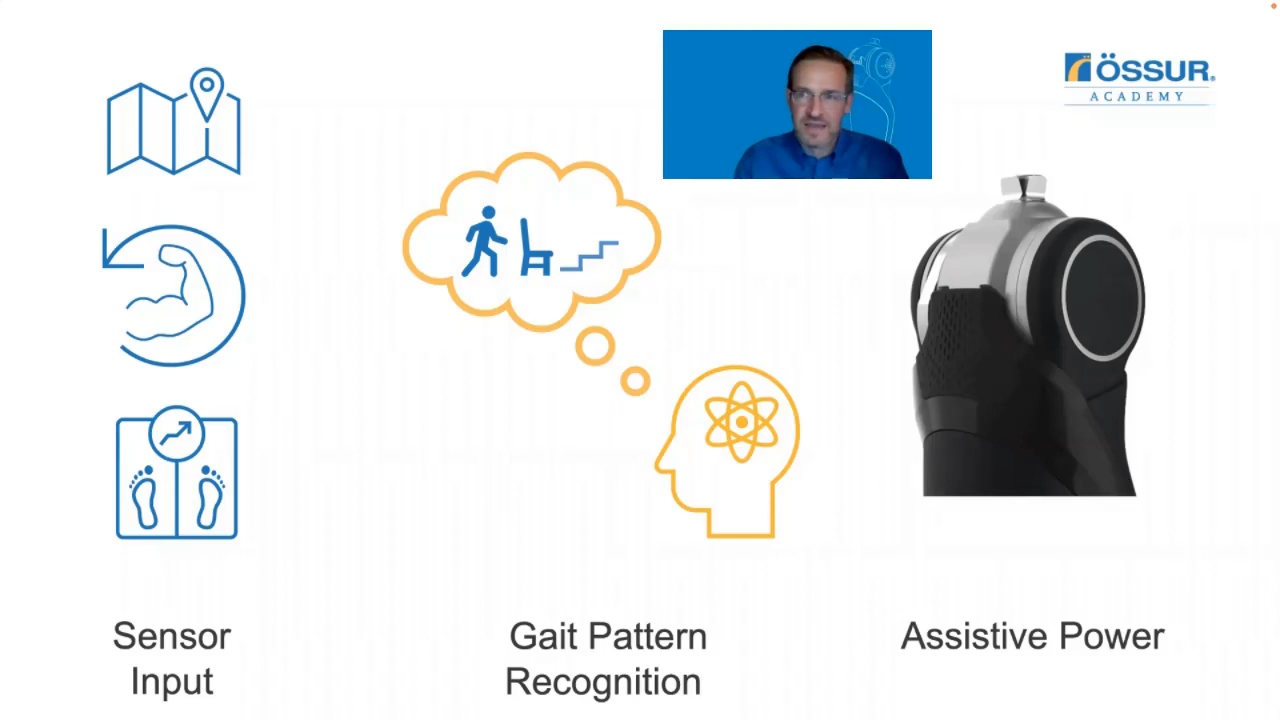 ÖSSUR®
ACADEMY
Sensor
Input
Gait Pattern
Recognition
Assistive Power